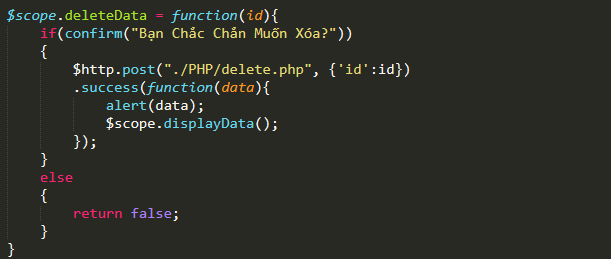 $scope.deleteData = function(id){
if(confirm("Bạn Chắc Chắn Muốn Xóa?"))
{
$http.post("./PHP/delete.php", {'id':id})
.success(function(data){
alert(data);
$scope.displayData();
});
}
else
{
return false;
}
}